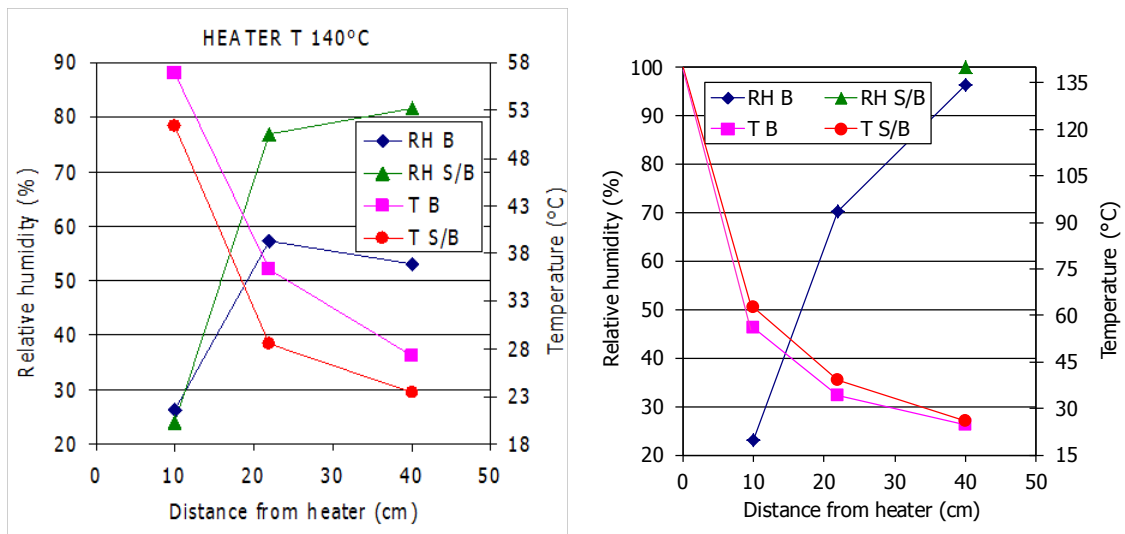 HEATER T 140ºC
90
80
70
60
50
40
30
20
58
53
48
43
38
33
28
23
18
0 10 20 30 40 50
Relative humidity (%)
Temperature (°C)
Distance from heater (cm)
RH B
RH S/B
T B
T S/B
100
90
80
70
60
50
40
30
20
135
120
105
90
75
60
45
30
15
0 10 20 30 40 50
Relative humidity (%)
Temperature (°C)
Distance from heater (cm)
RH B RH S/B
T B T S/B